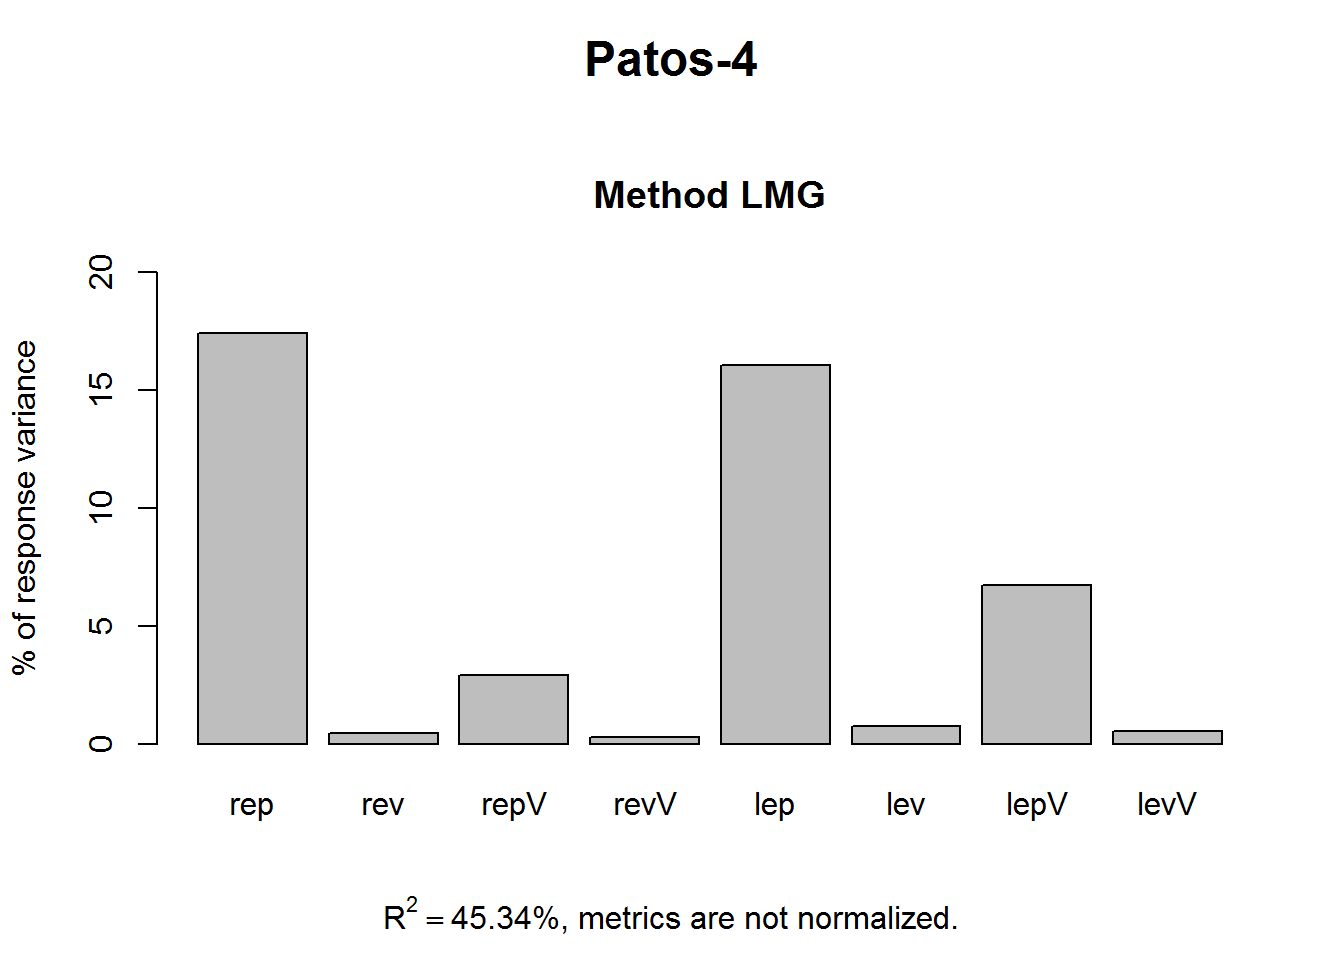 Patos-4
Method LMG
% of response variance
20
15
10
5
0
rep rev repV revV lep lev lepV levV
R² = 45.34%, metrics are not normalized.